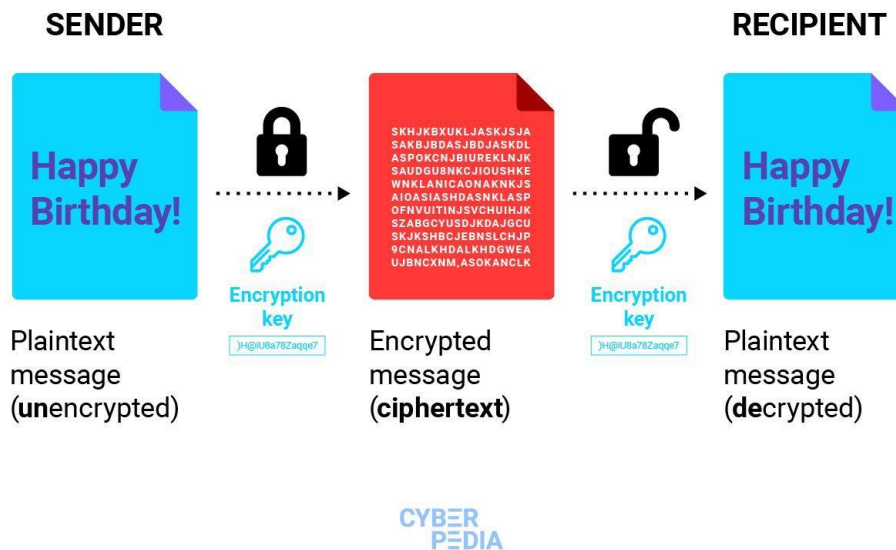 SENDER
RECIPIENT
Happy
Birthday!
SKHJKBXUKLJASKJSJA
SAKBJBDASJBDJASKDL
ASPOKCNJBIUREKLNJK
SAUDGU8NKCJIOUSHKE
WNKLANICAONAKNKJS
AIOASIASHDASNKLASP
OFNVUITINJSVCHUIHJK
SZABGCYUSDJKDAJGCU
SKJKSHBCJEBNSLCHJP
9CNALKHDALKHDGWEA
UJBNCXNM,ASOKANCLK
Happy
Birthday!
Encryption
key
)H@iU8a78Zaqqe7
Encryption
key
)H@iU8a78Zaqqe7
Plaintext
message
(unencrypted)
Encrypted
message
(ciphertext)
Plaintext
message
(decrypted)
CYBER
PEDIA